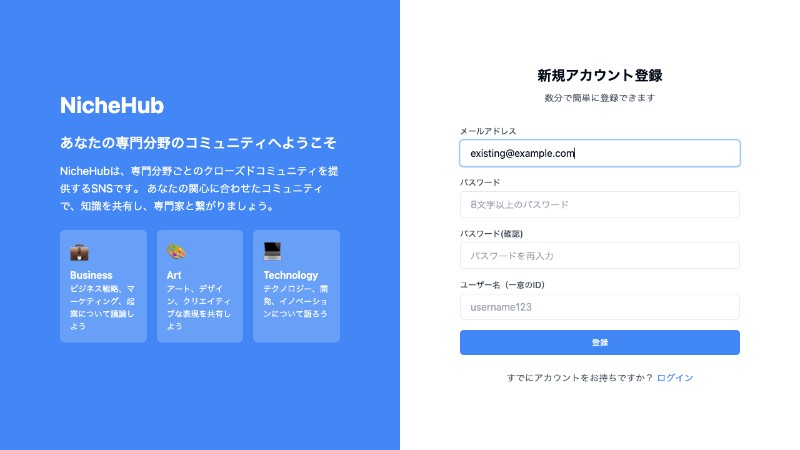 NicheHub
あなたの専門分野のコミュニティへようこそ
NicheHubは、専門分野ごとのクローズドコミュニティを提
供するSNSです。 あなたの関心に合わせたコミュニティ
で、知識を共有し、専門家と繋がりましょう。
Business
ビジネス戦略、マ
ーケティング、起
業について議論し
よう
Art
アート、デザイ
ン、クリエイティ
ブな表現を共有し
よう
Technology
テクノロジー、開
発、イノベーショ
ンについて語ろう
新規アカウント登録
数分で簡単に登録できます
メールアドレス
existing@example.com
パスワード
8文字以上のパスワード
パスワード(確認)
パスワードを再入力
ユーザー名（一意のID）
username123
登録
すでにアカウントをお持ちですか？ ログイン